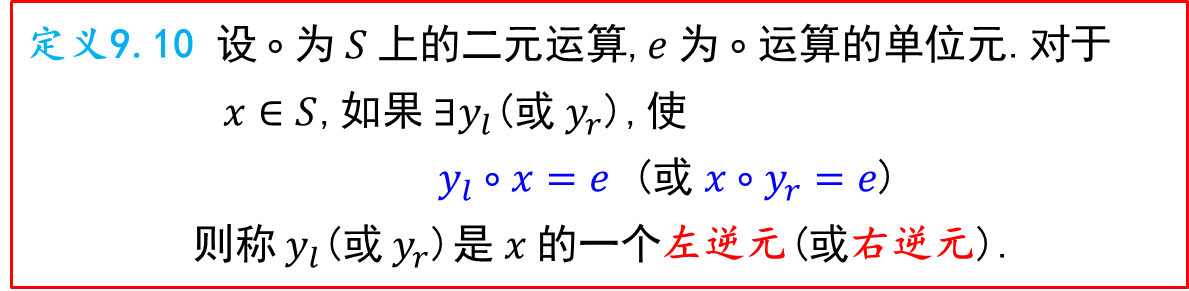 定义9.10 设∘为 S 上的二元运算, e 为∘运算的单位元. 对于
x ∈ S, 如果 ∃y_l (或 y_r), 使
y_l ∘ x = e (或 x ∘ y_r = e)
则称 y_l (或 y_r) 是 x 的一个左逆元(或右逆元).